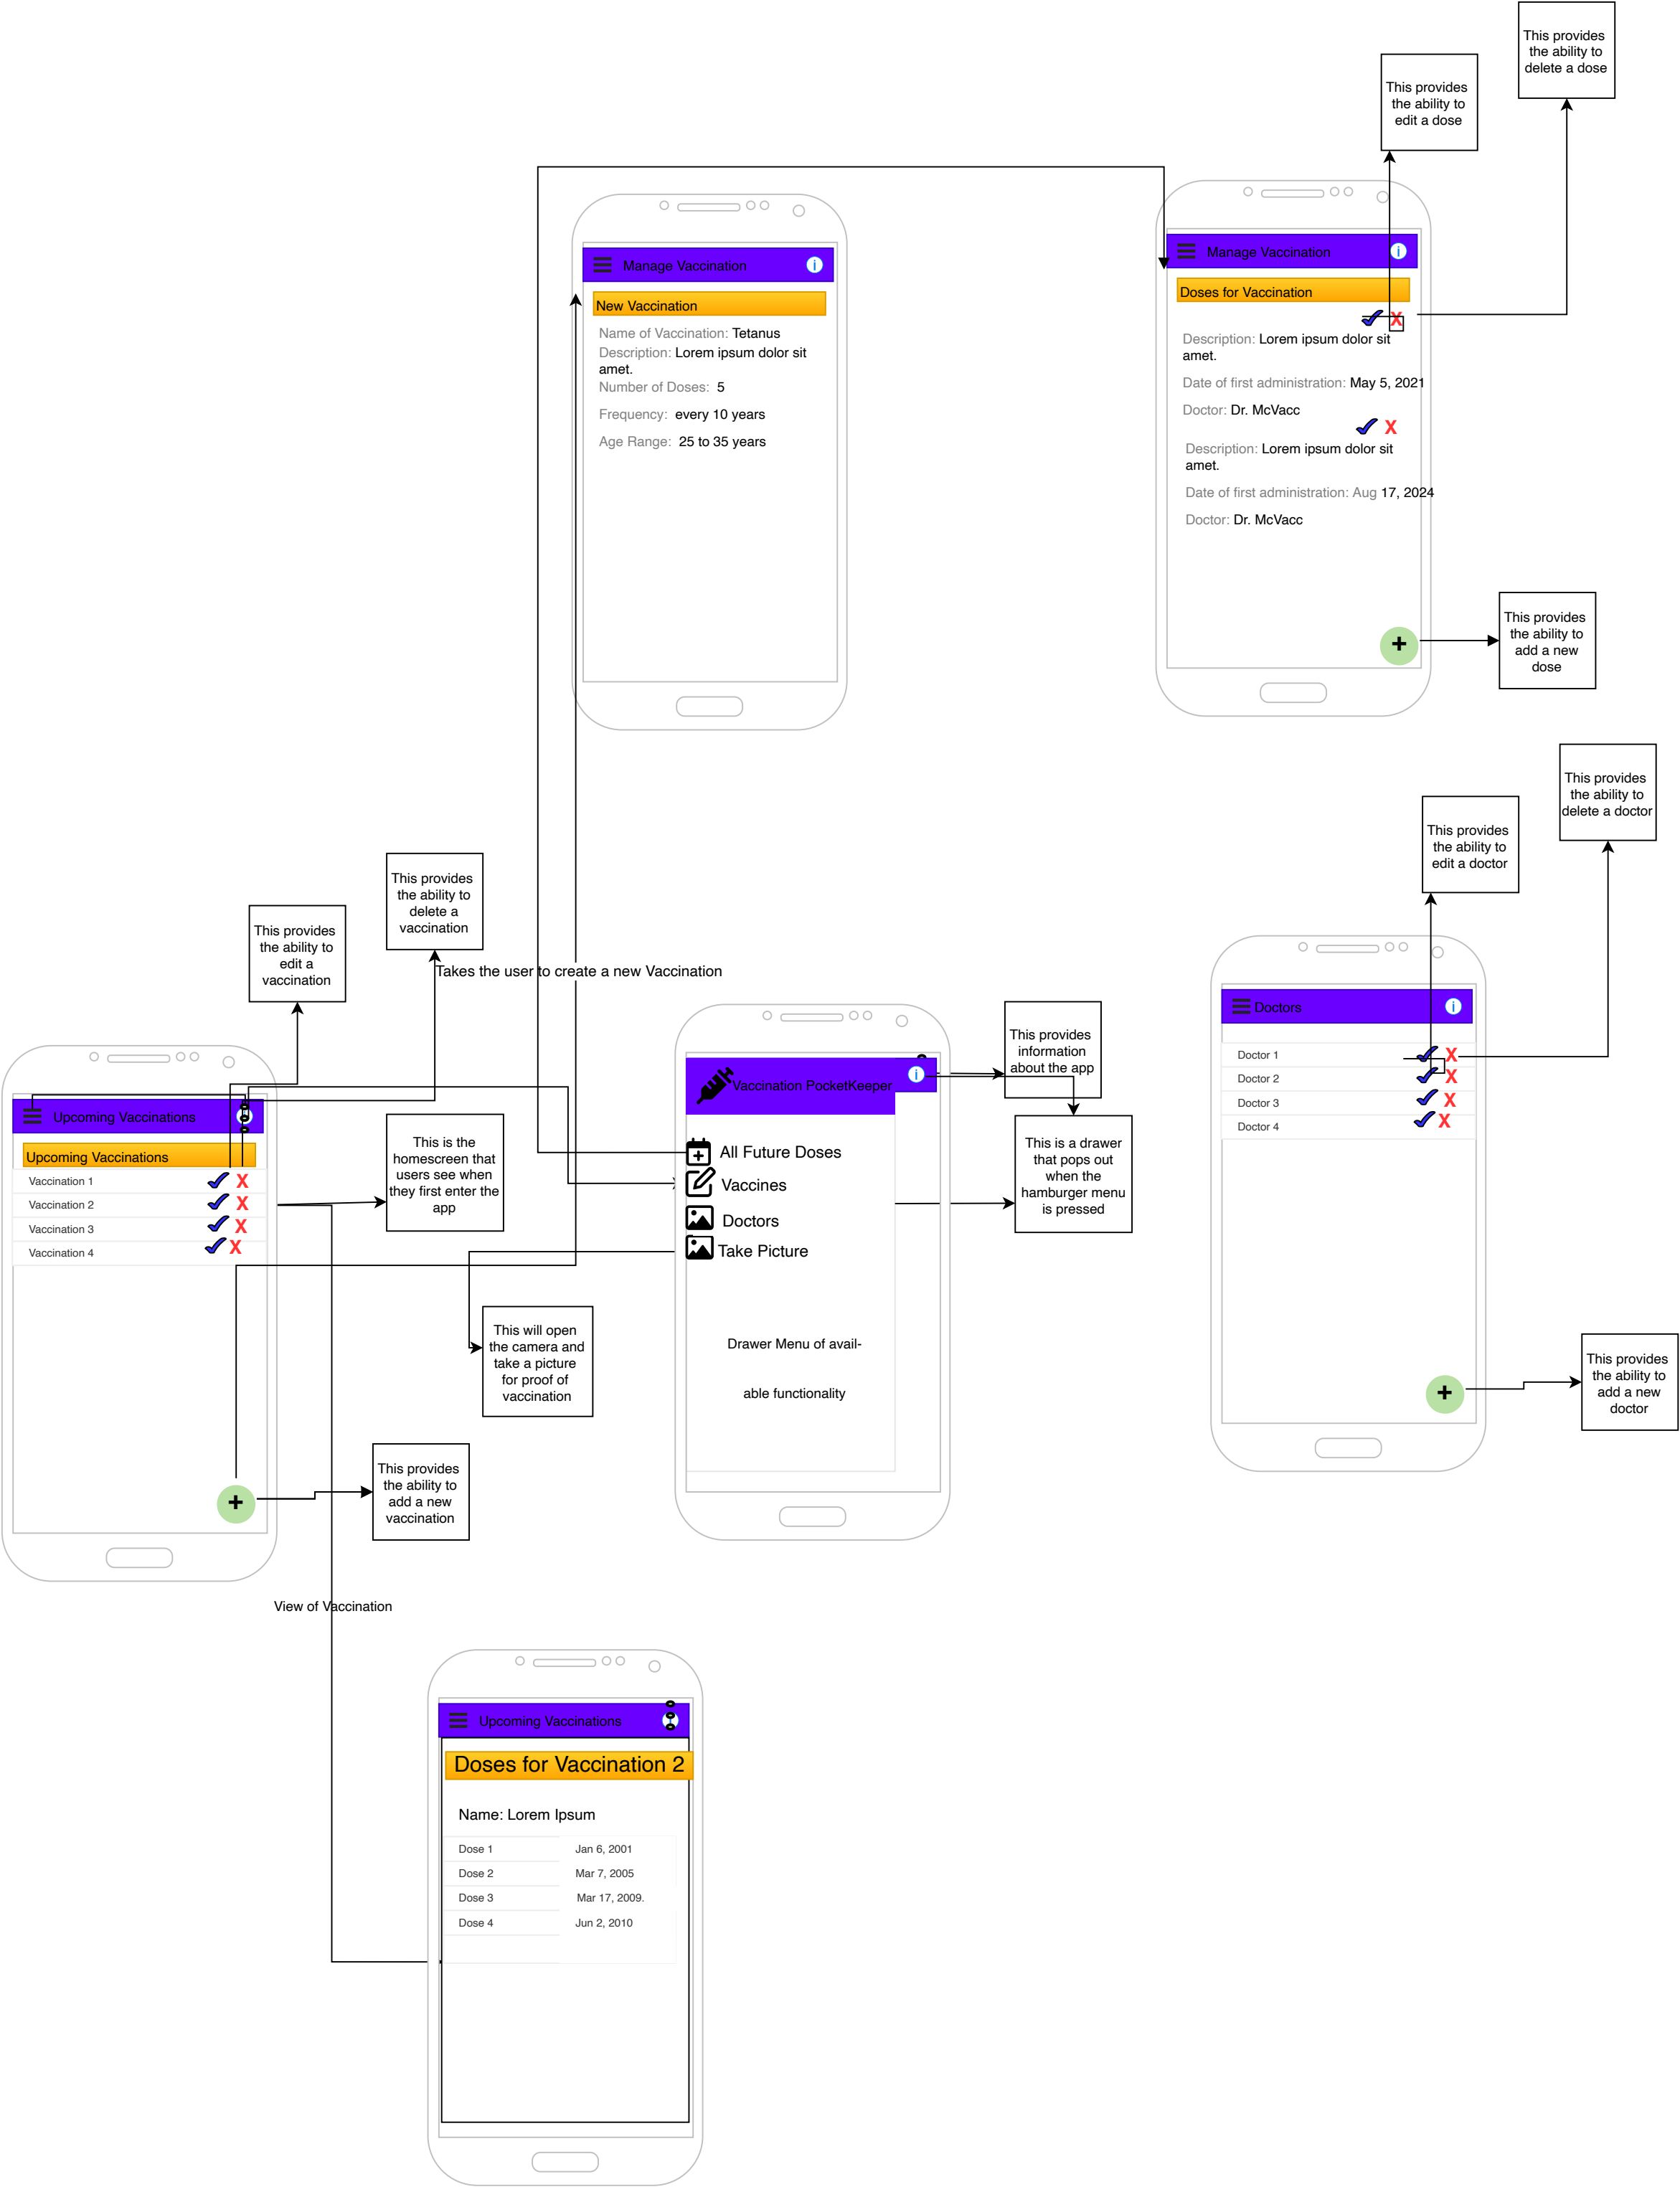 This provides
the ability to
delete a dose
This provides
the ability to
edit a dose
Manage Vaccination
i
New Vaccination
Name of Vaccination: Tetanus
Description: Lorem ipsum dolor sit
amet.
Number of Doses: 5
Frequency: every 10 years
Age Range: 25 to 35 years
Manage Vaccination
i
Doses for Vaccination
X
Description: Lorem ipsum dolor sit
amet.
Date of first administration: May 5, 2021
Doctor: Dr. McVacc
X
Description: Lorem ipsum dolor sit
amet.
Date of first administration: Aug 17, 2024
Doctor: Dr. McVacc
+
This provides
the ability to
add a new
dose
This provides
the ability to
delete a doctor
This provides
the ability to
edit a doctor
This provides
the ability to
delete a
vaccination
This provides
the ability to
edit a
vaccination
Takes the user to create a new Vaccination
Upcoming Vaccinations
Upcoming Vaccinations
Vaccination 1
X
Vaccination 2
X
Vaccination 3
X
Vaccination 4
X
+
This is the
homescreen that
users see when
they first enter the
app
This will open
the camera and
take a picture
for proof of
vaccination
This provides
the ability to
add a new
vaccination
Vaccination PocketKeeper
i
All Future Doses
Vaccines
Doctors
Take Picture
Drawer Menu of avail-
able functionality
This provides
information
about the app
This is a drawer
that pops out
when the
hamburger menu
is pressed
Doctors
i
Doctor 1
X
Doctor 2
X
Doctor 3
X
Doctor 4
X
+
This provides
the ability to
add a new
doctor
View of Vaccination
Upcoming Vaccinations
Doses for Vaccination 2
Name: Lorem Ipsum
Dose 1 Jan 6, 2001
Dose 2 Mar 7, 2005
Dose 3 Mar 17, 2009.
Dose 4 Jun 2, 2010